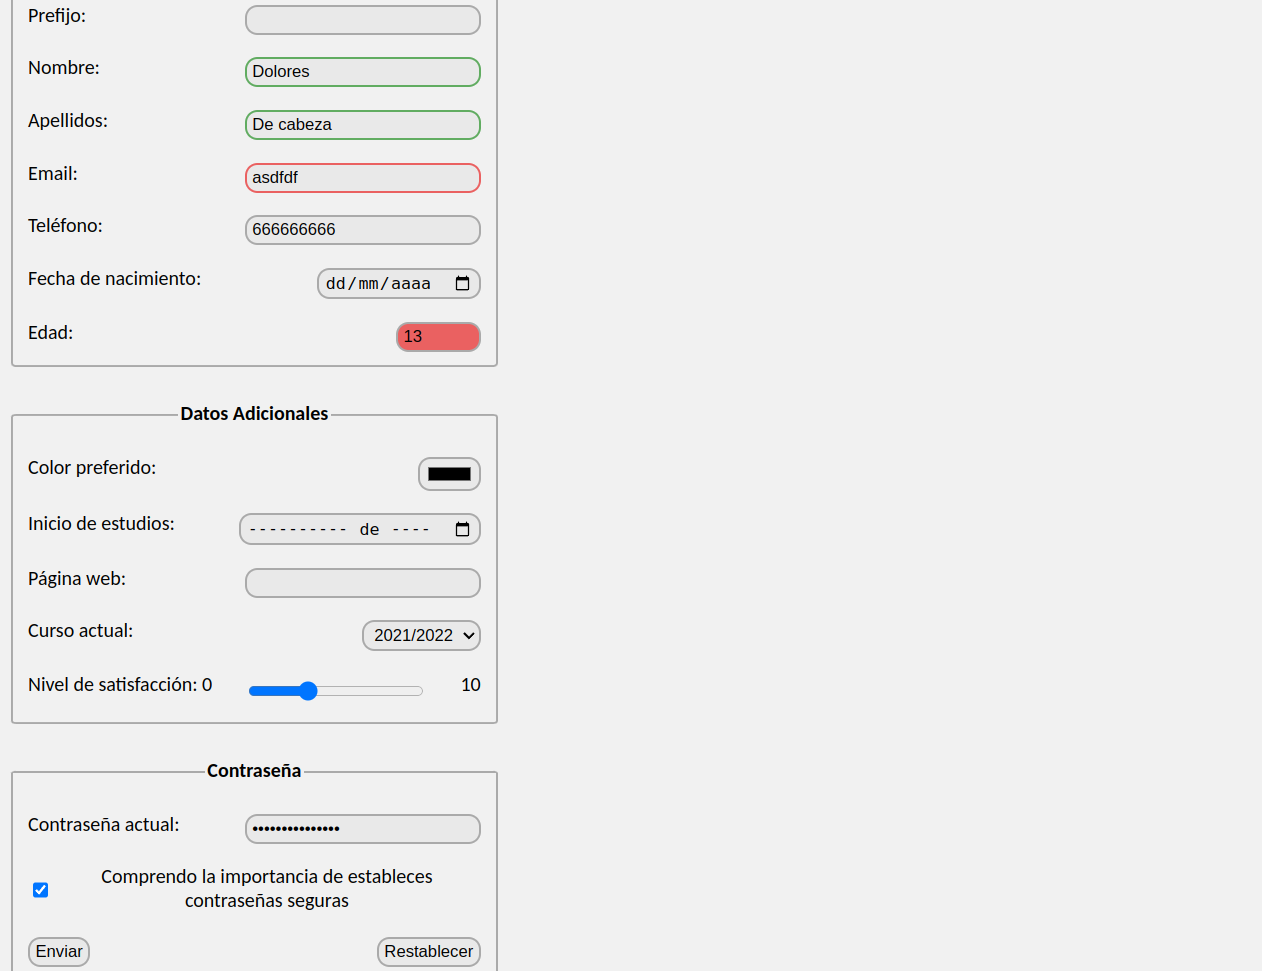 Prefijo:
Nombre: Dolores
Apellidos: De cabeza
Email: asdfdf
Teléfono: 666666666
Fecha de nacimiento: dd/mm/aaaa
Edad: 13
Datos Adicionales
Color preferido:
Inicio de estudios: ---------- de ----
Página web:
Curso actual: 2021/2022
Nivel de satisfacción: 0 10
Contraseña
Contraseña actual: •••••••••••••••
Comprendo la importancia de estableces
contraseñas seguras
Enviar Restablecer